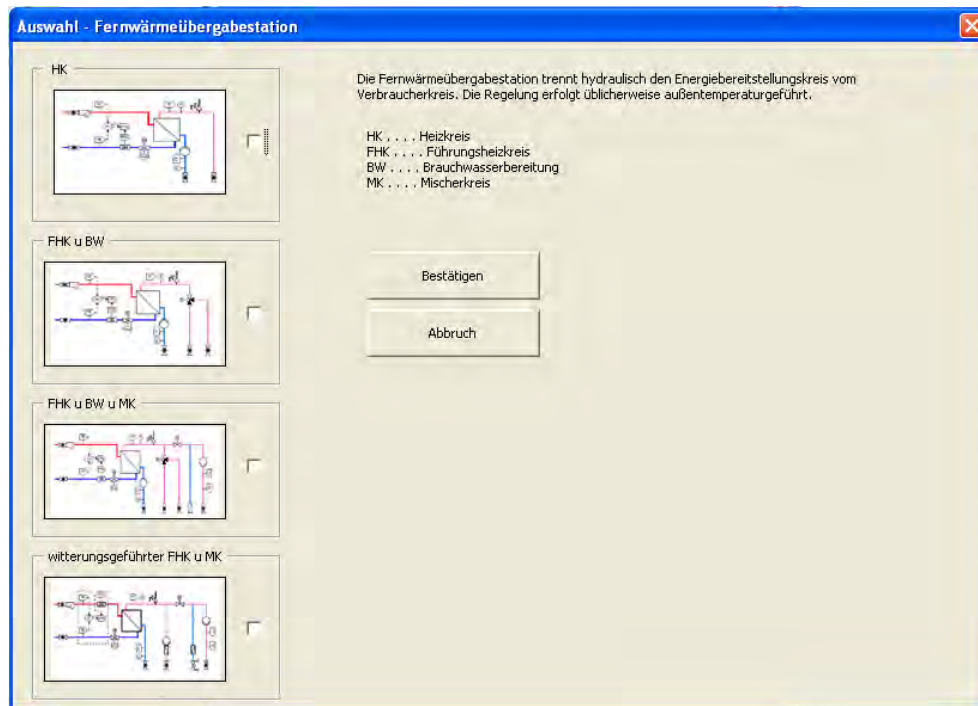 Auswahl - Fernwärmeübergabestation
HK
Die Fernwärmeübergabestation trennt hydraulisch den Energiebereitstellungskreis vom
Verbraucherkreis. Die Regelung erfolgt üblicherweise außentemperaturgeführt.
HK . . . . Heizkreis
FHK . . . . Führungsheizkreis
BW . . . . Brauchwasserbereitung
MK . . . . Mischerkreis
FHK u BW
Bestätigen
Abbruch
FHK u BW u MK
witterungsgeführter FHK u MK